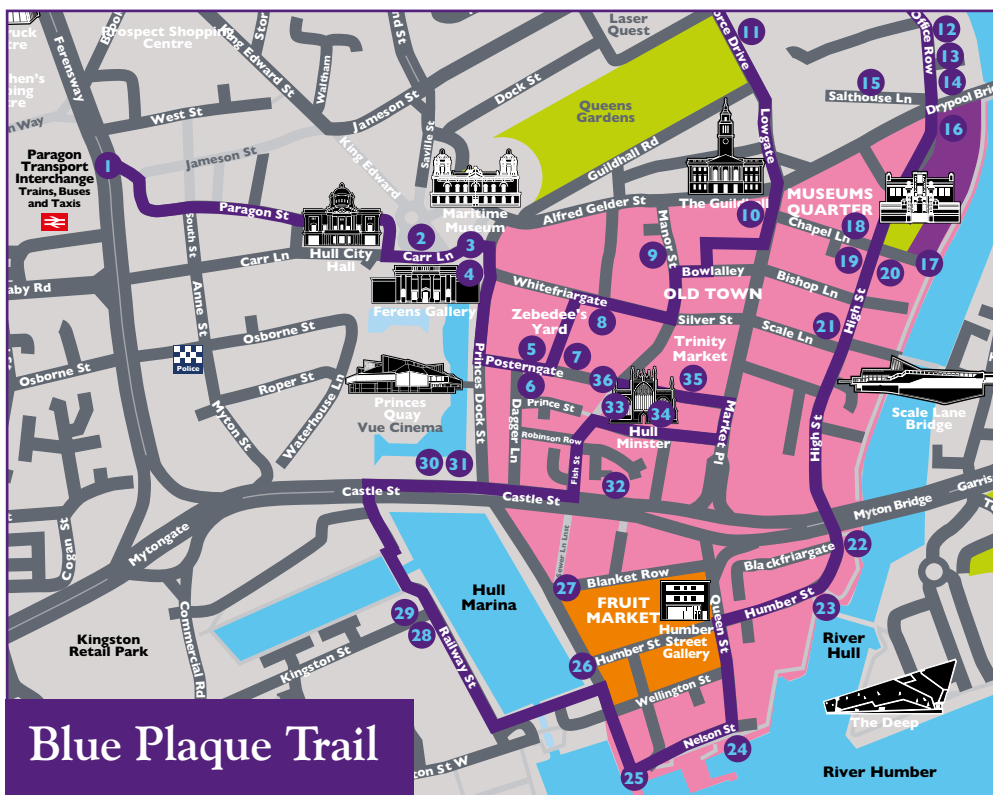 Ferensway
Prospect Shopping
Centre
King Edward St
Waltham
Laser
Quest
Office Row
11
12
13
14
15
Salthouse Ln
Drypool
16
West St
Jameson St
Dock St
Queens
Gardens
Lowgate
Jameson St
King Edward
Saville St
Guildhall Rd
Paragon
Transport
Interchange
Trains, Buses
and Taxis
1
Maritime
Museum
The Guildhall
MUSEUMS
QUARTER
Paragon St
Hull City
Hall
Alfred Gelder St
Manor St
10
18
Chapel Ln
South St
2
3
Carr Ln
Carr Ln
4
9
19
20
17
Bowlalley
Bishop Ln
Ferens Gallery
Whitefriargate
OLD TOWN
High St
Anne St
Osborne St
Zebedee's
Yard
8
Silver St
Scale Ln
21
Police
Osborne St
Roper St
Waterhouse Ln
Princes Dock St
5
Posterngate
7
Trinity
Market
Myton St
Princes
Quay
Vue Cinema
6
36
35
Prince St
33
34
Hull
Minster
Dagger Ln
Robinson Row
Market Pl
Scale Lane
Bridge
High St
30
31
Fish St
32
Castle St
Castle St
Myton Bridge
Cogan St
Mytongate
Blackfriargate
22
Hull
Marina
27
Blanket Row
FRUIT
MARKET
Queen St
Humber St
23
Humber
Street
Gallery
River
Hull
29
28
Kingston
Retail Park
Commercial Rd
Kingston St
Railway St
26
Humber St
Wellington St
The Deep
Nelson St
24
25
River Humber
Blue Plaque Trail